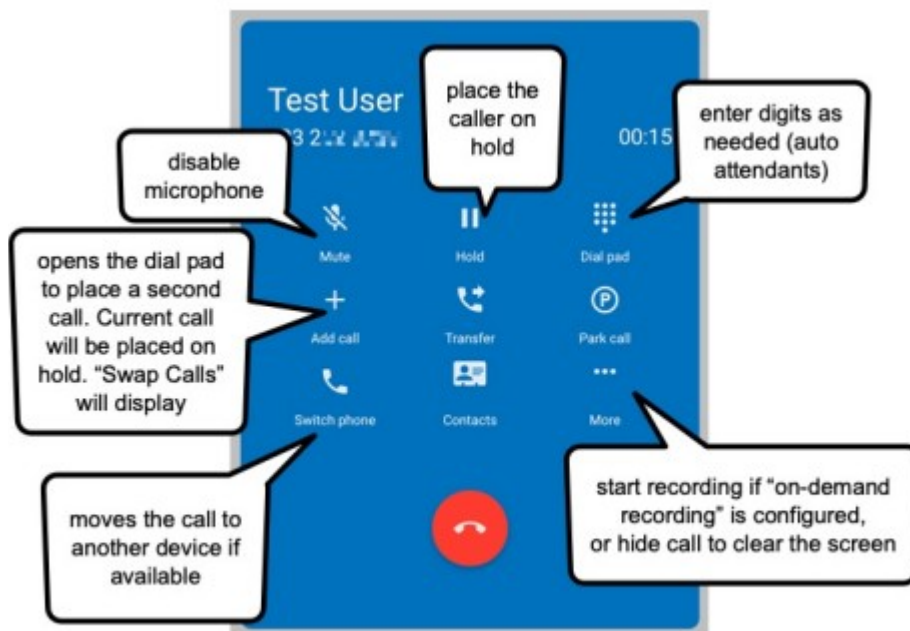 Test User
00:15
place the
caller on
hold
enter digits as
needed (auto
attendants)
disable
microphone
Mute
Hold
Dial pad
opens the dial pad
to place a second
call. Current call
will be placed on
hold. “Swap Calls”
will display
Add call
Transfer
P
Park call
Switch phone
Contacts
More
moves the call to
another device if
available
start recording if “on-demand
recording” is configured,
or hide call to clear the screen